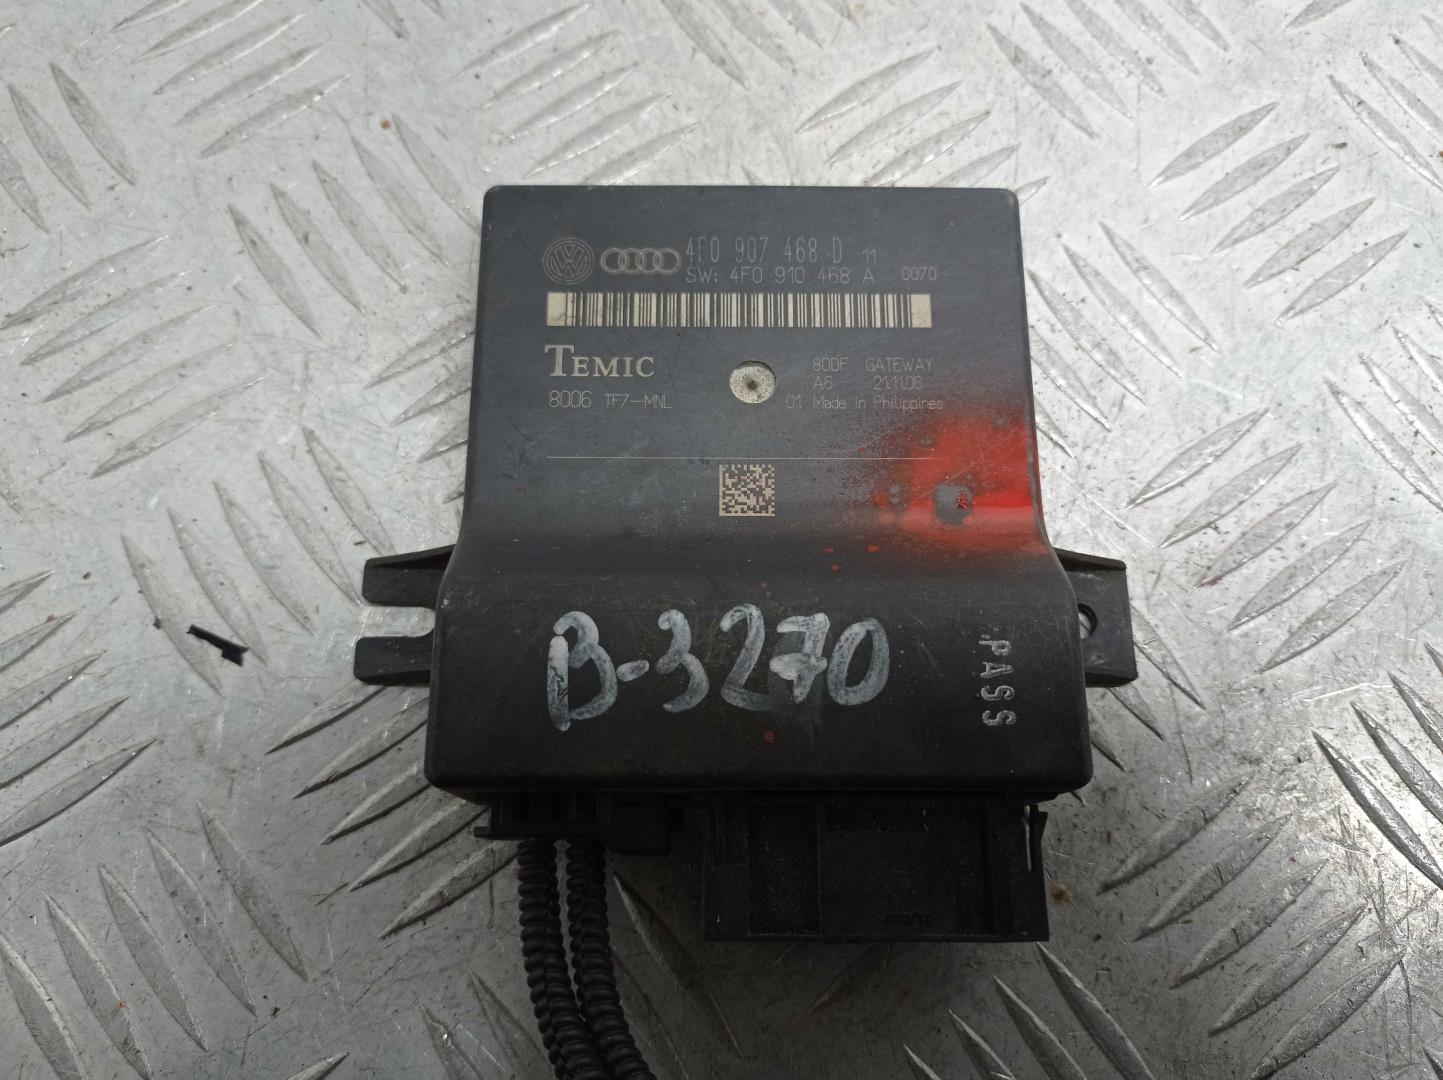 4F0 907 468 D 11
SW: 4F0 910 468 A 0070
TEMIC
8006 TF7-MNL
80DF GATEWAY
A6 21.11.06
01 Made In Philippines
B-3270
PASS